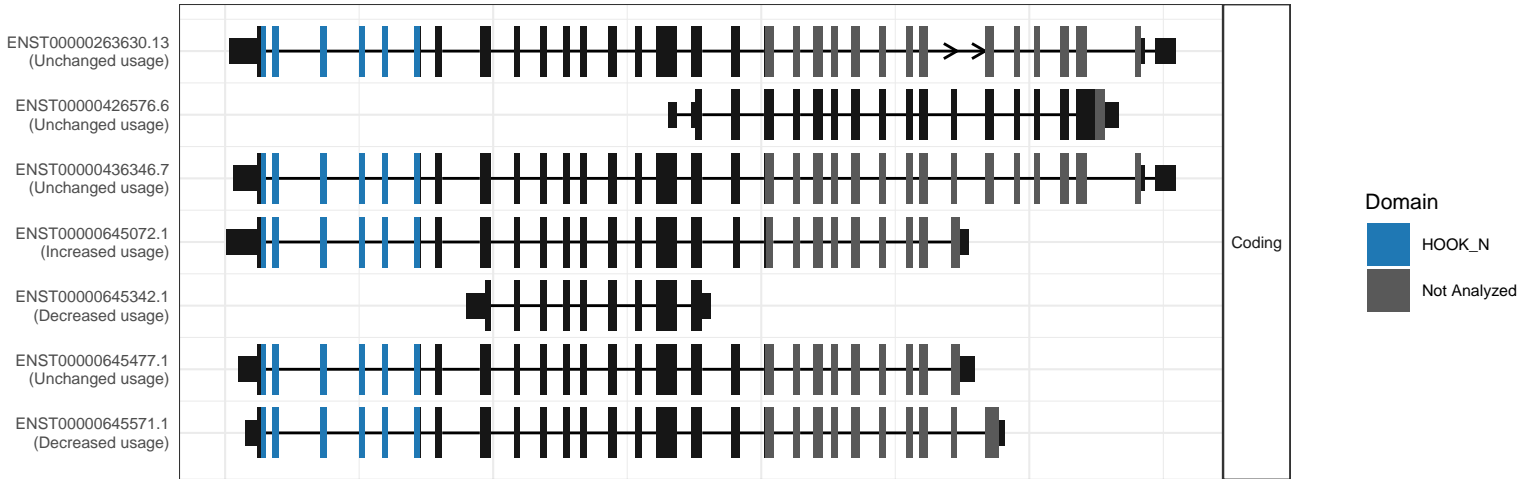 ENST00000263630.13
(Unchanged usage)
ENST00000426576.6
(Unchanged usage)
ENST00000436346.7
(Unchanged usage)
ENST00000645072.1
(Increased usage)
ENST00000645342.1
(Decreased usage)
ENST00000645477.1
(Unchanged usage)
ENST00000645571.1
(Decreased usage)
Coding
Domain
HOOK_N
Not Analyzed